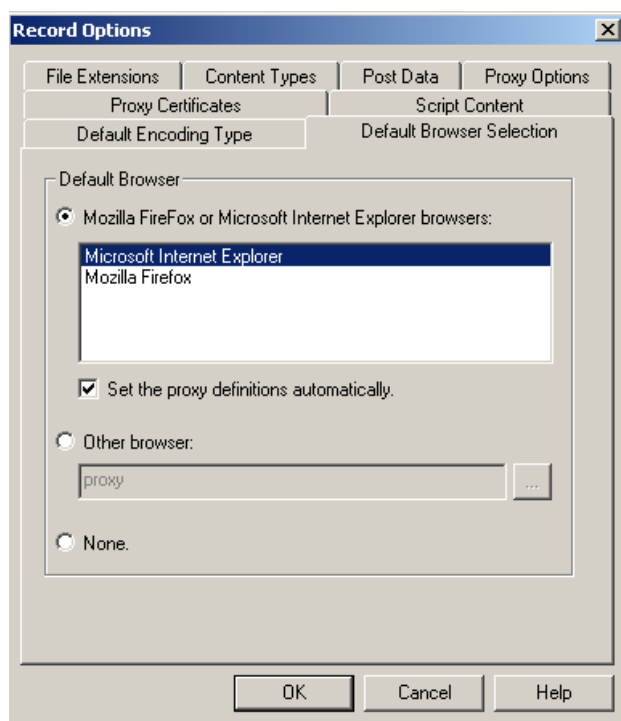 Record Options
File Extensions Content Types Post Data Proxy Options
Proxy Certificates Script Content
Default Encoding Type Default Browser Selection
Default Browser
Mozilla FireFox or Microsoft Internet Explorer browsers:
Microsoft Internet Explorer
Mozilla Firefox
Set the proxy definitions automatically.
Other browser:
proxy ...
None.
OK Cancel Help